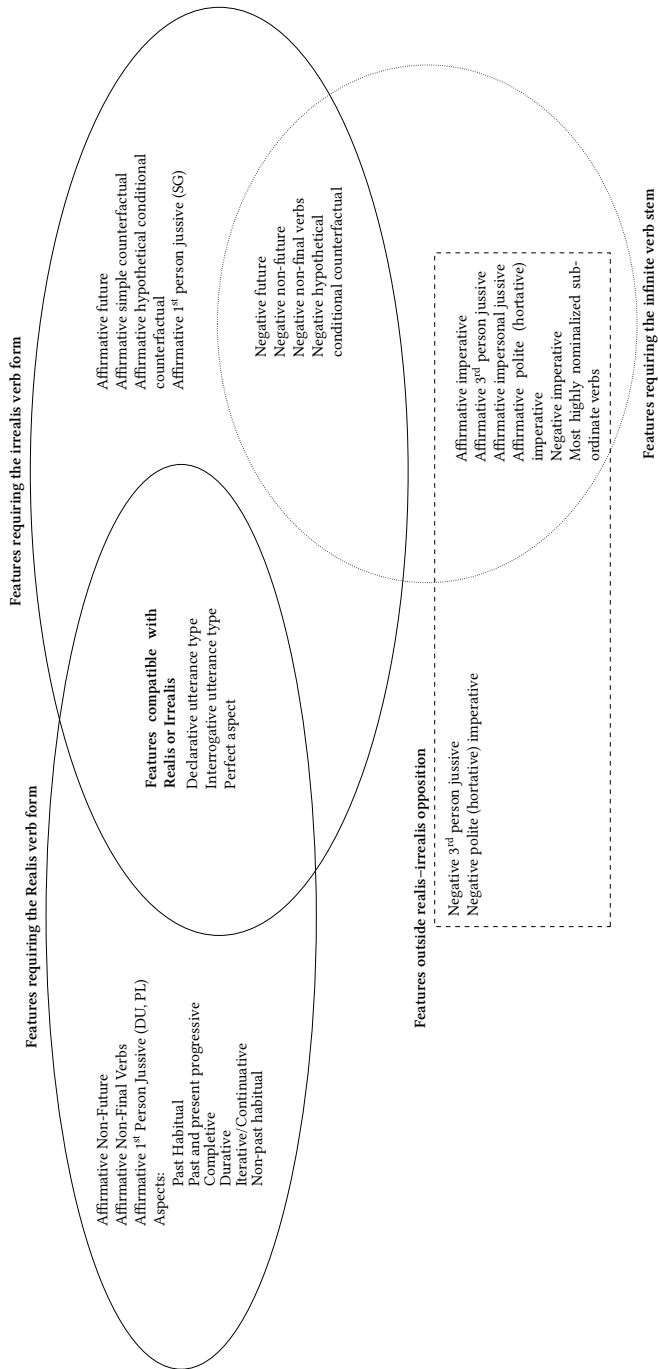 Features requiring the Realis verb form
Affirmative Non-Future
Affirmative Non-Final Verbs
Affirmative 1st Person Jussive (DU, PL)
Aspects:
Past Habitual
Past and present progressive
Completive
Durative
Iterative/Continuative
Non-past habitual
Features compatible with
Realis or Irrealis
Declarative utterance type
Interrogative utterance type
Perfect aspect
Features requiring the irrealis verb form
Affirmative future
Affirmative simple counterfactual
Affirmative hypothetical conditional
counterfactual
Affirmative 1st person jussive (SG)
Negative future
Negative non-future
Negative non-final verbs
Negative hypothetical
conditional counterfactual
Features outside realis–irrealis opposition
Negative 3rd person jussive
Negative polite (hortative) imperative
Affirmative imperative
Affirmative 3rd person jussive
Affirmative impersonal jussive
Affirmative polite (hortative)
imperative
Negative imperative
Most highly nominalized sub-
ordinate verbs
Features requiring the infinite verb stem